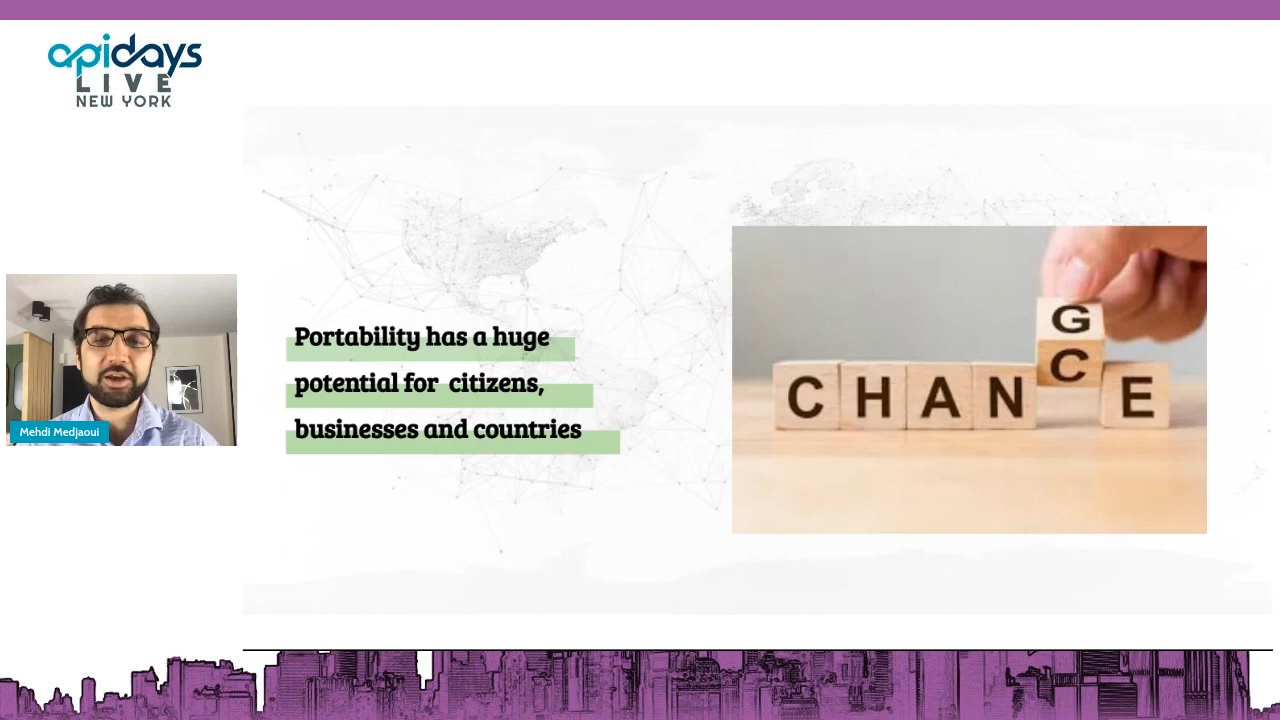 apidays
LIVE
NEW YORK
Portability has a huge
potential for citizens,
businesses and countries
G
C
CHAN E
Mehdi Medjaoui